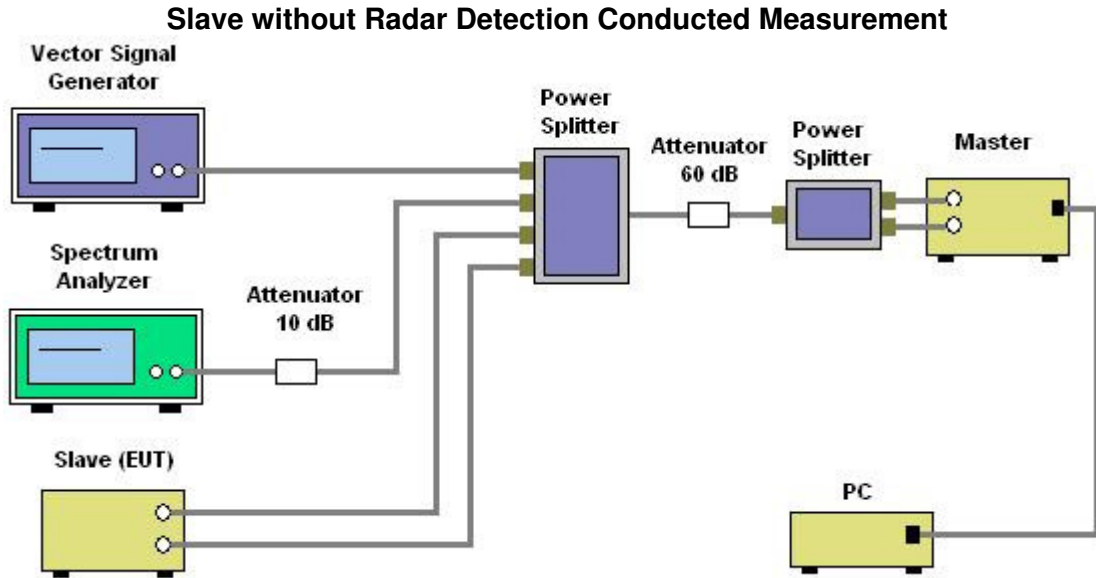 Slave without Radar Detection Conducted Measurement
Vector Signal
Generator
Power
Splitter
Attenuator
60 dB
Power
Splitter
Master
Spectrum
Analyzer
Attenuator
10 dB
Slave (EUT)
PC